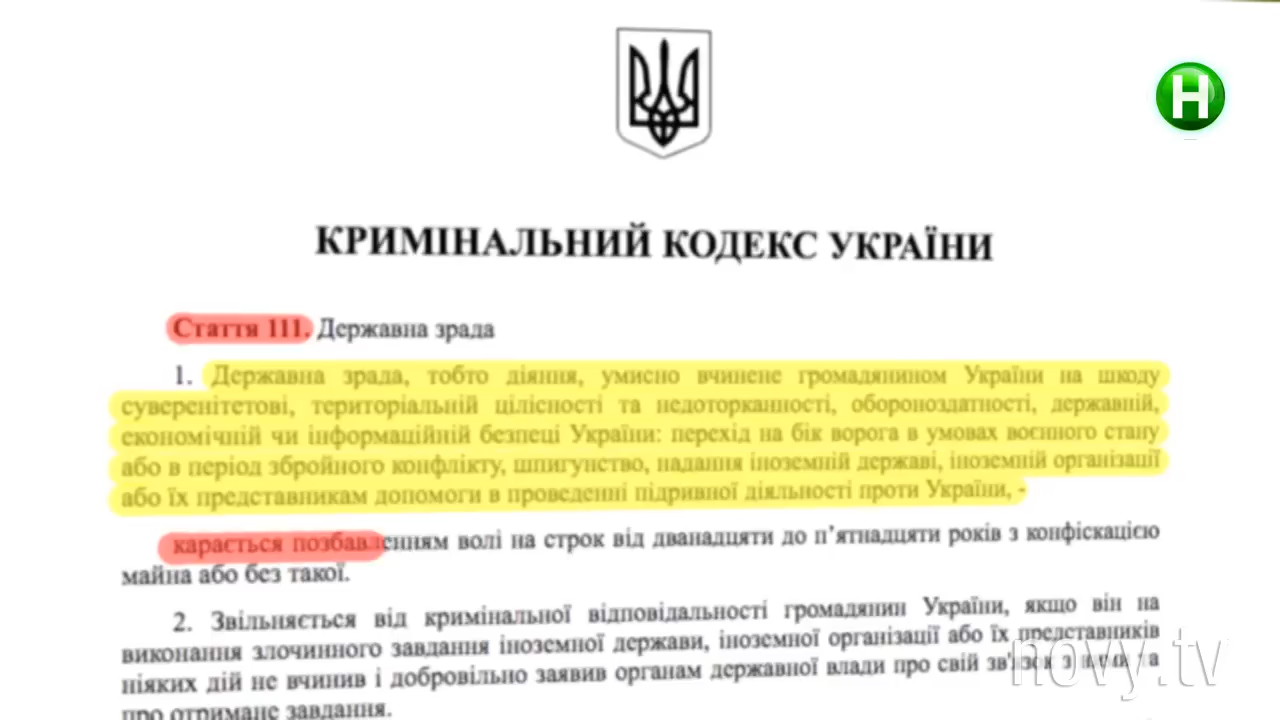 Н
КРИМІНАЛЬНИЙ КОДЕКС УКРАЇНИ
Стаття 111. Державна зрада
1. Державна зрада, тобто діяння, умисно вчинене громадянином України на шкоду
суверенітетові, територіальній цілісності та недоторканності, обороноздатності, державній,
економічній чи інформаційній безпеці України: перехід на бік ворога в умовах воєнного стану
або в період збройного конфлікту, шпигунство, надання іноземній державі, іноземній організації
або їх представникам допомоги в проведенні підривної діяльності проти України, -
карається позбавленням волі на строк від дванадцяти до п’ятнадцяти років з конфіскацією
майна або без такої.
2. Звільняється від кримінальної відповідальності громадянин України, якщо він на
виконання злочинного завдання іноземної держави, іноземної організації або їх представників
ніяких дій не вчинив і добровільно заявив органам державної влади про свій зв'язок з ними та
про отримане завдання.
novy.tv